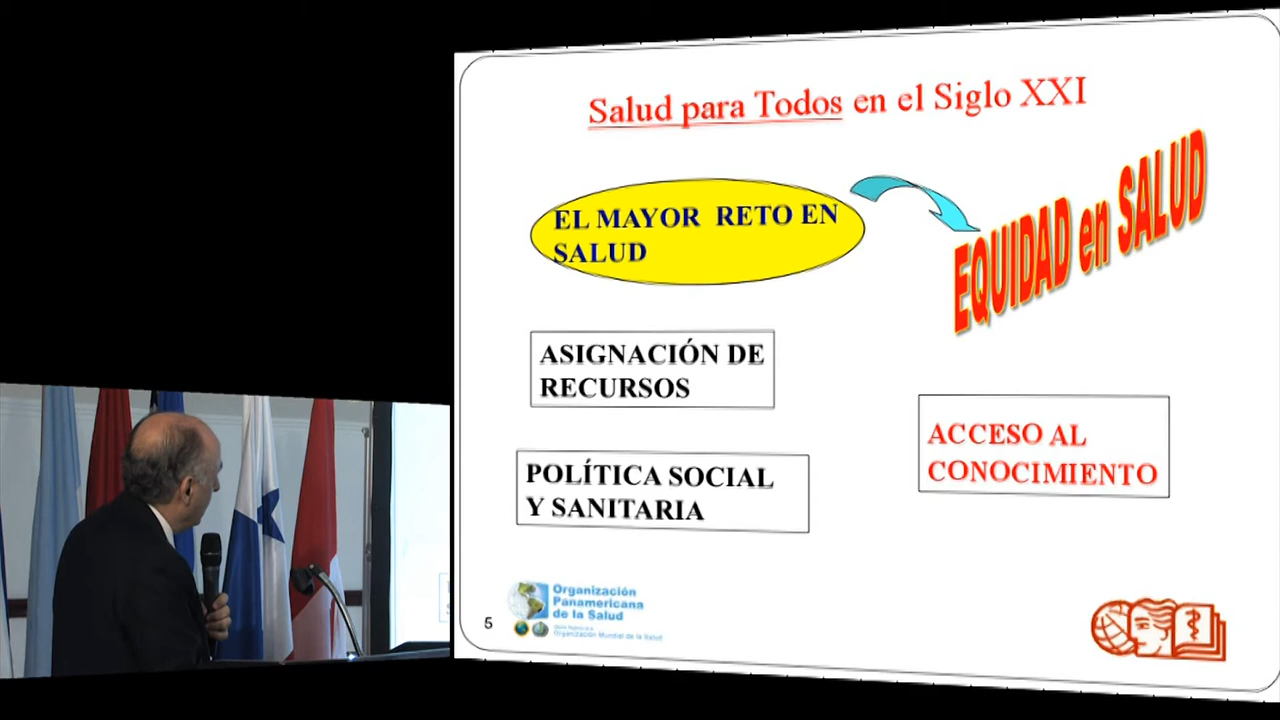 Salud para Todos en el Siglo XXI
EL MAYOR RETO EN
SALUD
EQUIDAD en SALUD
ASIGNACIÓN DE
RECURSOS
ACCESO AL
CONOCIMIENTO
POLÍTICA SOCIAL
Y SANITARIA
5
Organización
Panamericana
de la Salud
Organización Mundial de la Salud